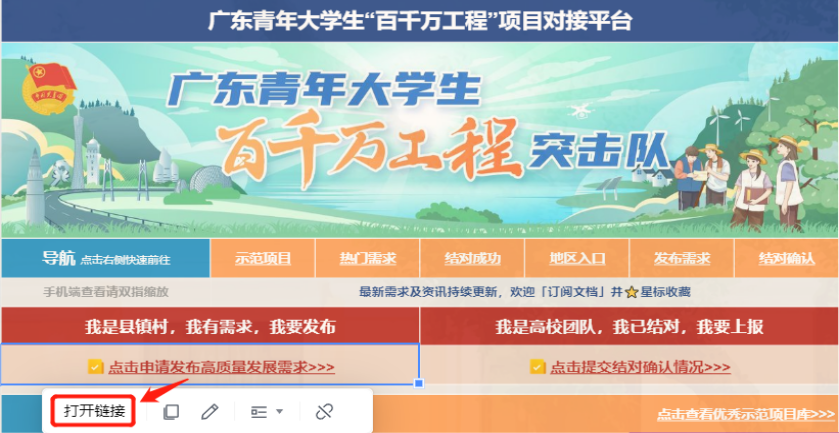 广东青年大学生“百千万工程”项目对接平台
广东青年大学生
百千万工程突击队
导航 点击右侧快速前往 示范项目 热门需求 结对成功 地区入口 发布需求 结对确认
手机端查看请双指缩放 最新需求及资讯持续更新，欢迎「订阅文档」并⭐星标收藏
我是县镇村，我有需求，我要发布 我是高校团队，我已结对，我要上报
点击申请发布高质量发展需求>>> 点击提交结对确认情况>>>
打开链接
点击查看优秀示范项目库>>>